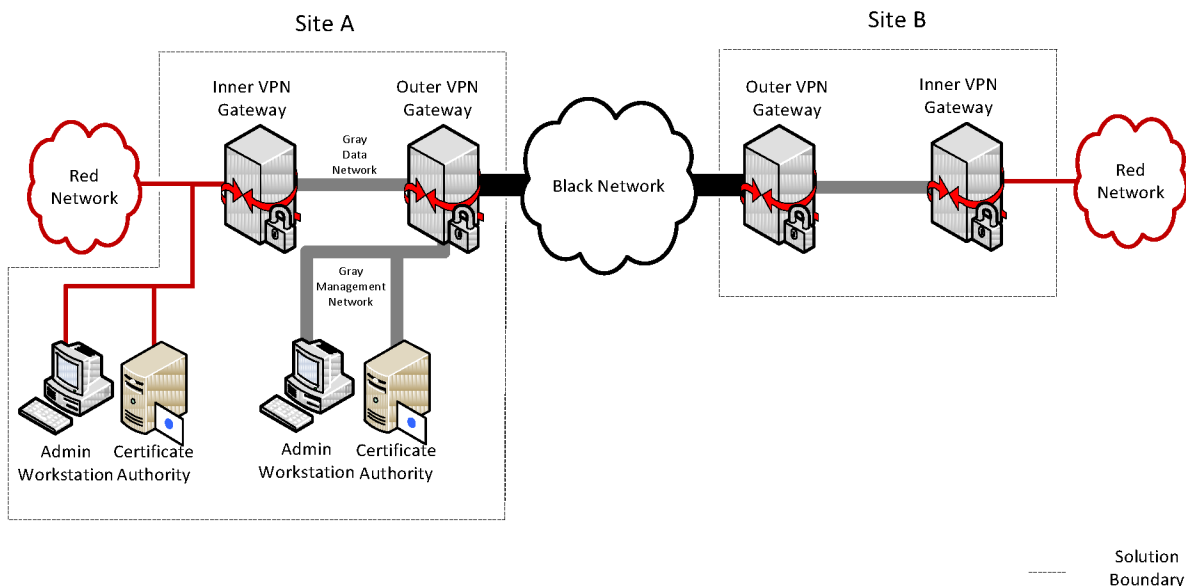 Site A
Site B
Inner VPN
Gateway
Outer VPN
Gateway
Outer VPN
Gateway
Inner VPN
Gateway
Gray
Data
Network
Red
Network
Black Network
Red
Network
Gray
Management
Network
Admin
Workstation
Certificate
Authority
Admin
Workstation
Certificate
Authority
Solution
Boundary